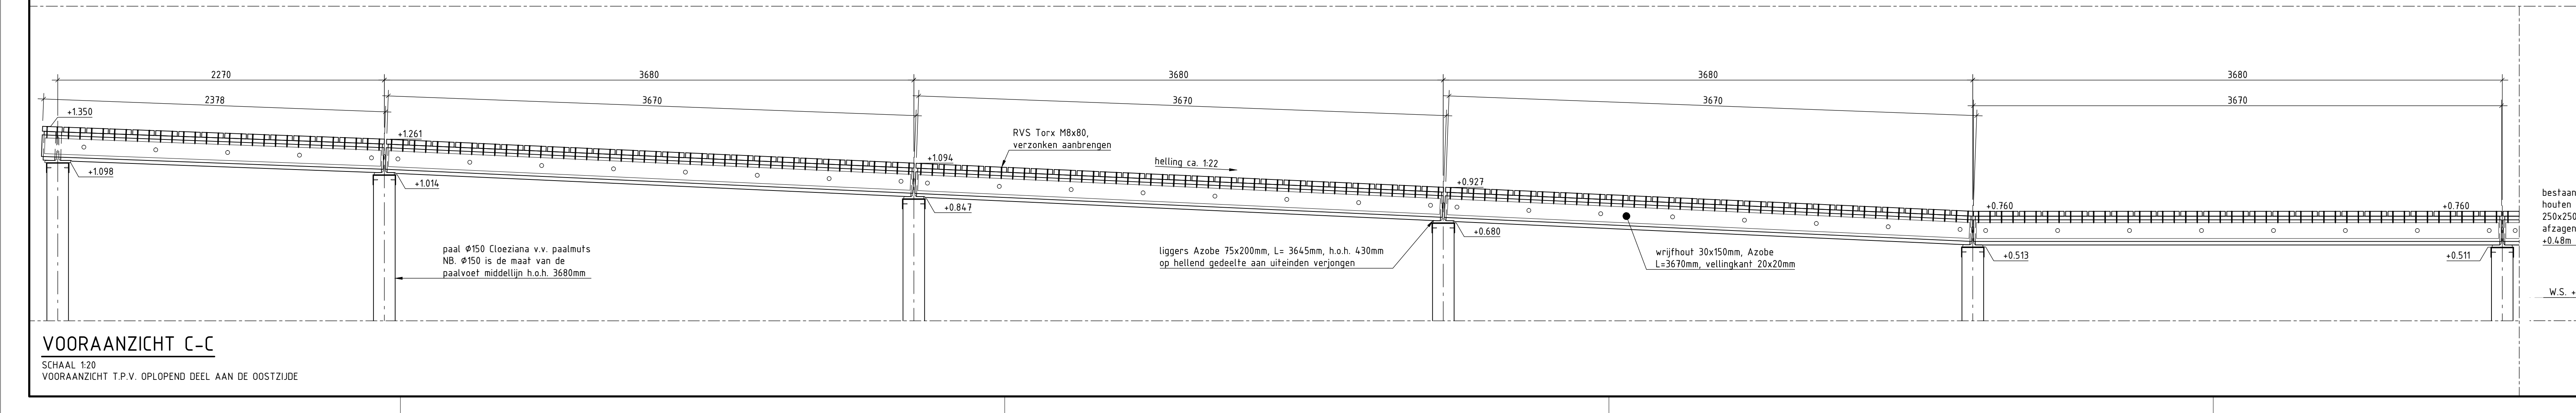 2270
3680
3680
3680
3680
2378
3670
3670
3670
3670
+1.350
+1.261
+1.094
+0.927
+0.760
+0.760
RVS Torx M8x80,
verzonken aanbrengen
helling ca. 1:22
+1.098
+1.014
+0.847
+0.680
+0.513
+0.511
bestaan
houten
250x250
afzagen
+0.48m
paal Ø150 Cloeziana v.v. paalmuts
NB. Ø150 is de maat van de
paalvoet middellijn h.o.h. 3680mm
liggers Azobe 75x200mm, L= 3645mm, h.o.h. 430mm
op hellend gedeelte aan uiteinden verjongen
wrijfhout 30x150mm, Azobe
L=3670mm, vellingkant 20x20mm
W.S. +
VOORAANZICHT C-C
SCHAAL 1:20
VOORAANZICHT T.P.V. OPLOPEND DEEL AAN DE OOSTZIJDE